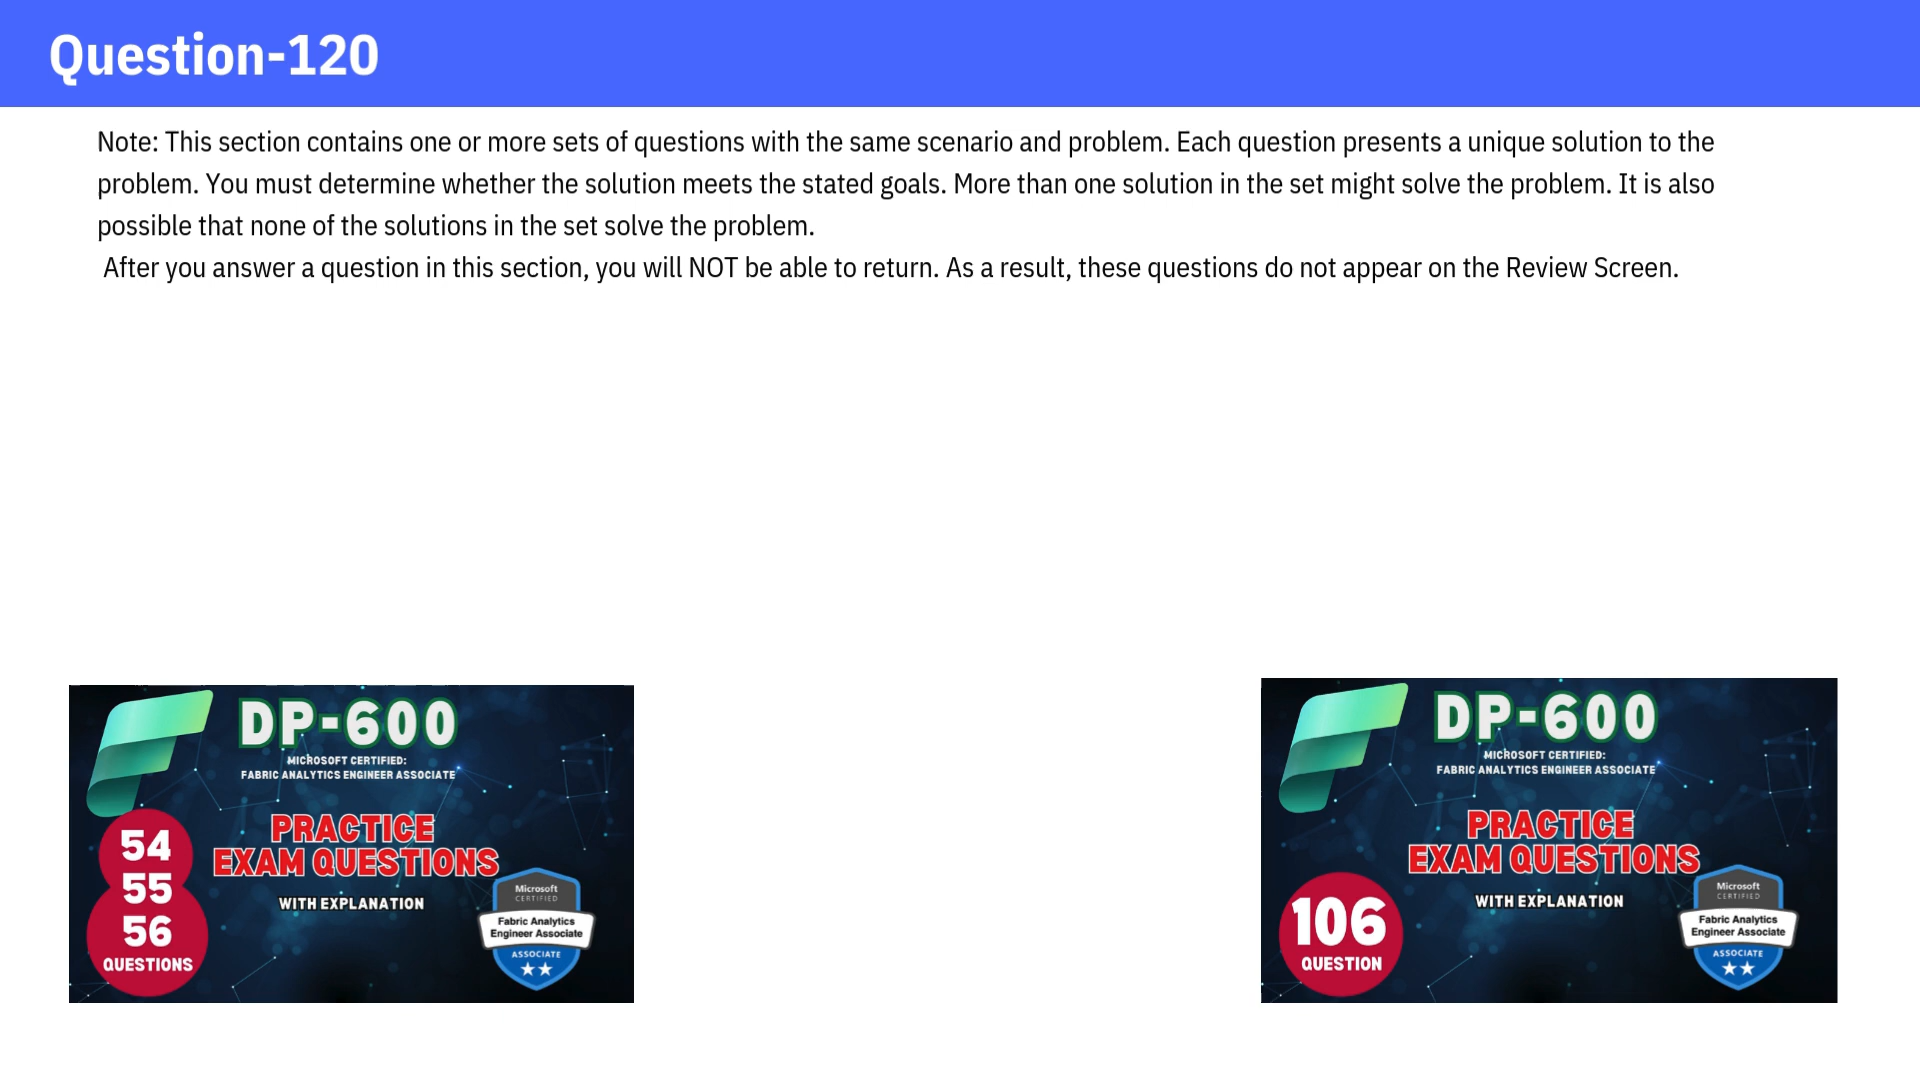 Question-120
Note: This section contains one or more sets of questions with the same scenario and problem. Each question presents a unique solution to the
problem. You must determine whether the solution meets the stated goals. More than one solution in the set might solve the problem. It is also
possible that none of the solutions in the set solve the problem.
After you answer a question in this section, you will NOT be able to return. As a result, these questions do not appear on the Review Screen.
DP-600
MICROSOFT CERTIFIED:
FABRIC ANALYTICS ENGINEER ASSOCIATE
PRACTICE
EXAM QUESTIONS
WITH EXPLANATION
54
55
56
QUESTIONS
Microsoft
CERTIFIED
Fabric Analytics
Engineer Associate
ASSOCIATE
DP-600
MICROSOFT CERTIFIED:
FABRIC ANALYTICS ENGINEER ASSOCIATE
PRACTICE
EXAM QUESTIONS
WITH EXPLANATION
106
QUESTION
Microsoft
CERTIFIED
Fabric Analytics
Engineer Associate
ASSOCIATE